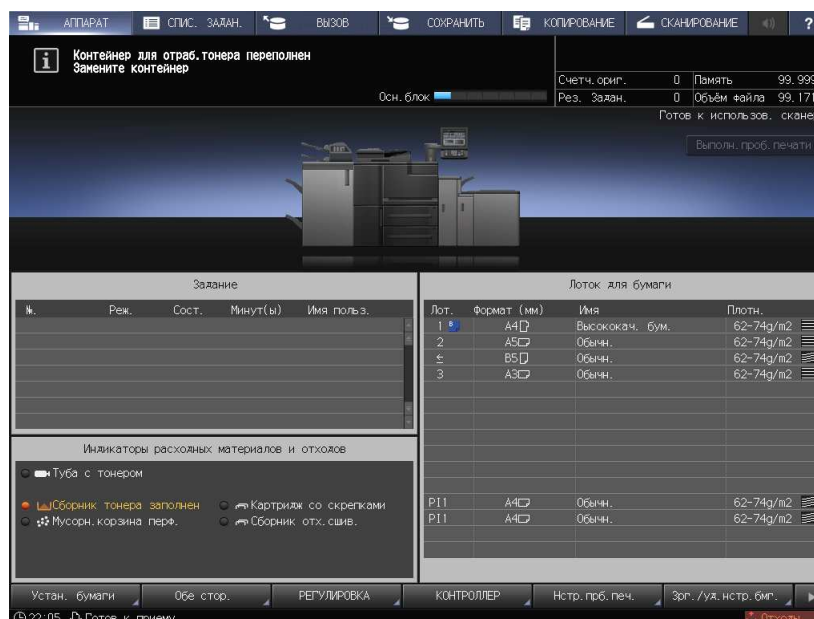 АППАРАТ СПИС. ЗАДАН. ВЫЗОВ СОХРАНИТЬ КОПИРОВАНИЕ СКАНИРОВАНИЕ ?
Контейнер для отраб.тонера переполнен
Замените контейнер
Счетч.ориг. 0 Память 99.999
Осн.блок Рез. Задан. 0 Объём файла 99.171
Готов к использов. скане
Выполн.проб.печати
Задание
№. Реж. Сост. Минут(ы) Имя польз.
Лоток для бумаги
Лот. Формат (мм) Имя Плотн.
1 A4 Высококач. бум. 62-74g/m2
2 A5 Обычн. 62-74g/m2
B5 Обычн. 62-74g/m2
3 A3 Обычн. 62-74g/m2
PI1 A4 Обычн. 62-74g/m2
PI1 A4 Обычн. 62-74g/m2
Индикаторы расходных материалов и отходов
Туба с тонером
Сборник тонера заполнен Картридж со скрепками
Мусорн.корзина перф. Сборник отх.сшив.
Устан. бумаги Обе стор. РЕГУЛИРОВКА КОНТРОЛЛЕР Нстр.прб.печ. Зрг./уд.нстр.бмг.
22:05 Готов к приему Отходы